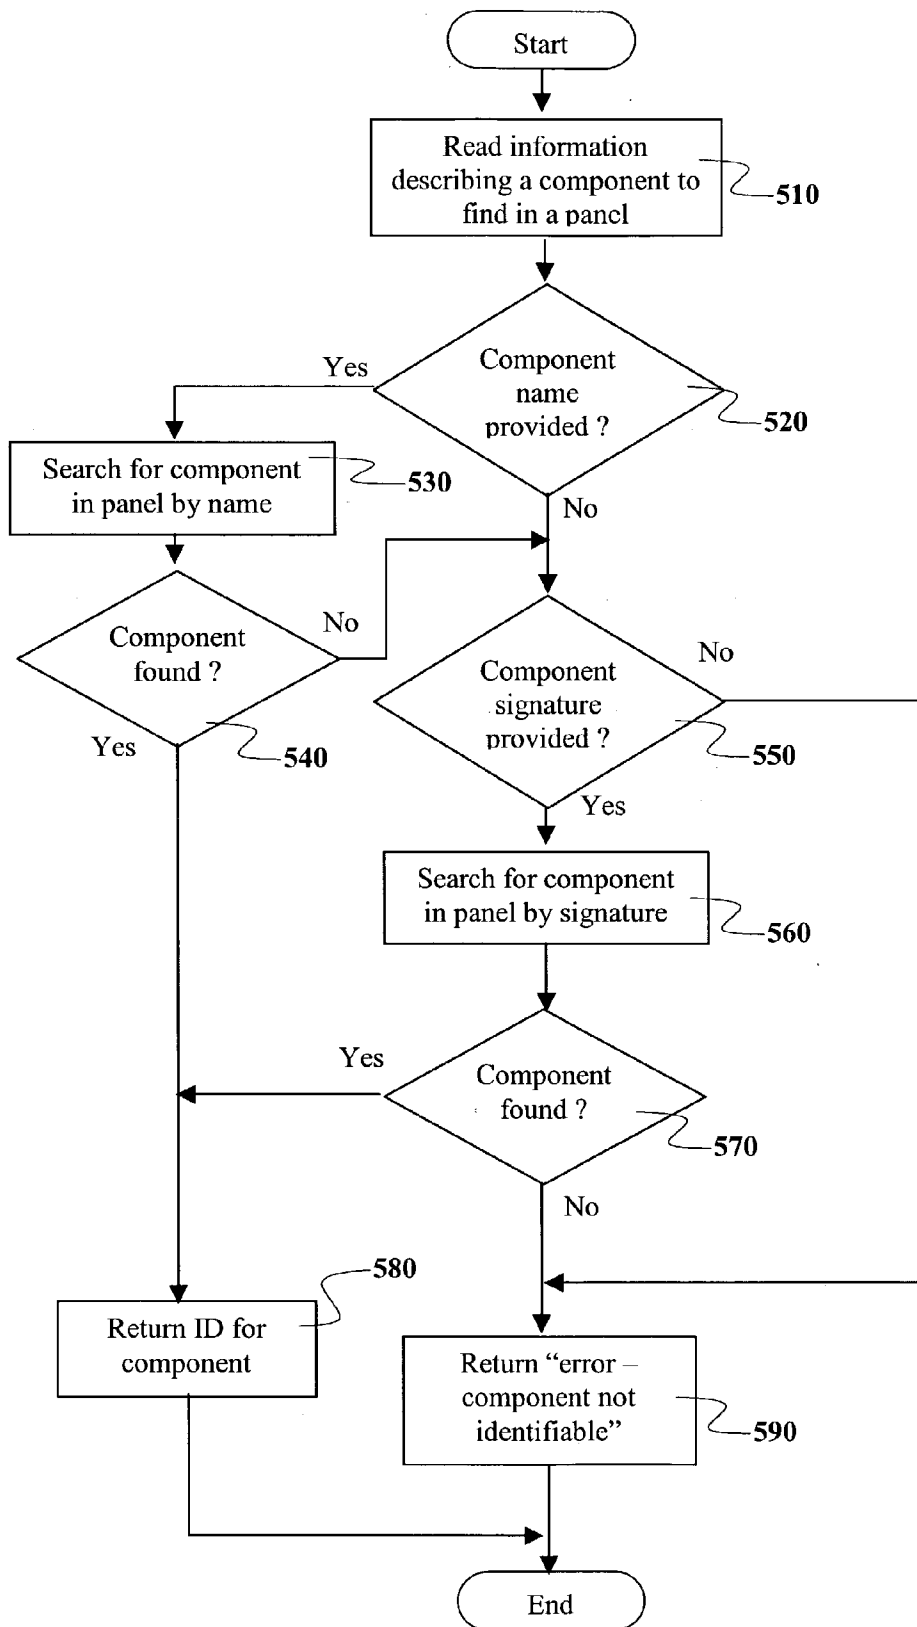 Start
Read information
describing a component to
find in a panel
510
Component
name
provided ?
520
Yes
No
Search for component
in panel by name
530
Component
found ?
540
No
Yes
Component
signature
provided ?
550
No
Yes
Search for component
in panel by signature
560
Component
found ?
570
Yes
No
580
Return ID for
component
Return “error –
component not
identifiable”
590
End